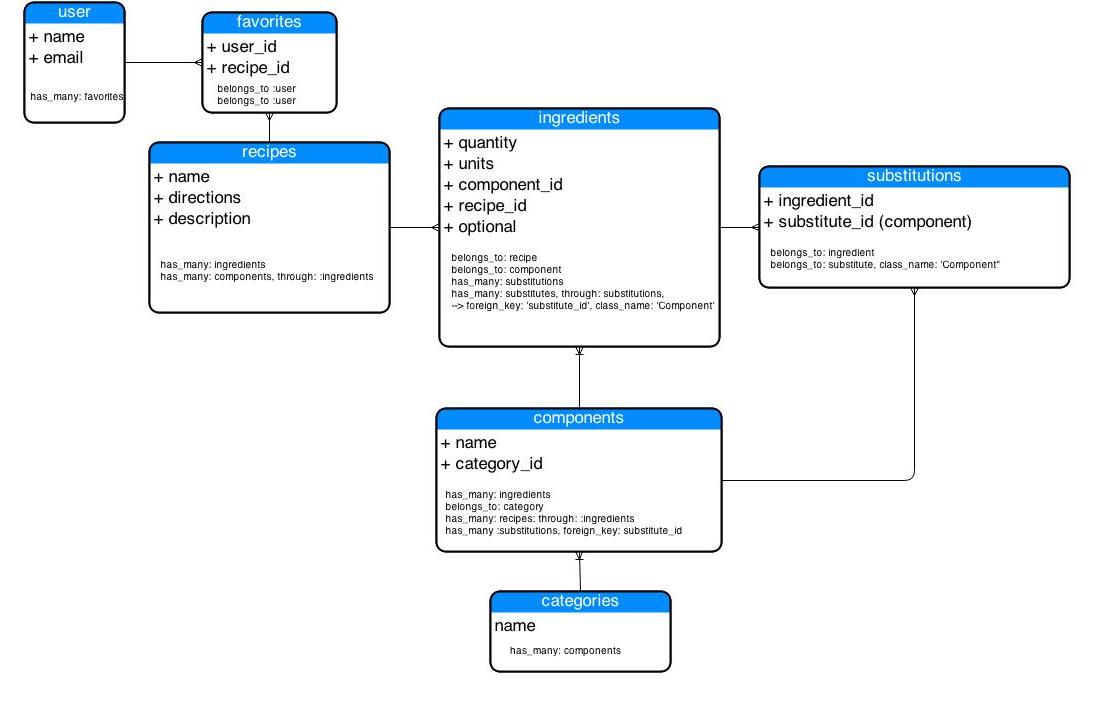 user
+ name
+ email
has_many: favorites
favorites
+ user_id
+ recipe_id
belongs_to :user
belongs_to :user
recipes
+ name
+ directions
+ description
has_many: ingredients
has_many: components, through: :ingredients
ingredients
+ quantity
+ units
+ component_id
+ recipe_id
+ optional
belongs_to: recipe
belongs_to: component
has_many: substitutions
has_many: substitutes, through: substitutions,
--> foreign_key: 'substitute_id', class_name: 'Component'
substitutions
+ ingredient_id
+ substitute_id (component)
belongs_to: ingredient
belongs_to: substitute, class_name: 'Component"
components
+ name
+ category_id
has_many: ingredients
belongs_to: category
has_many: recipes: through: :ingredients
has_many :substitutions, foreign_key: substitute_id
categories
name
has_many: components